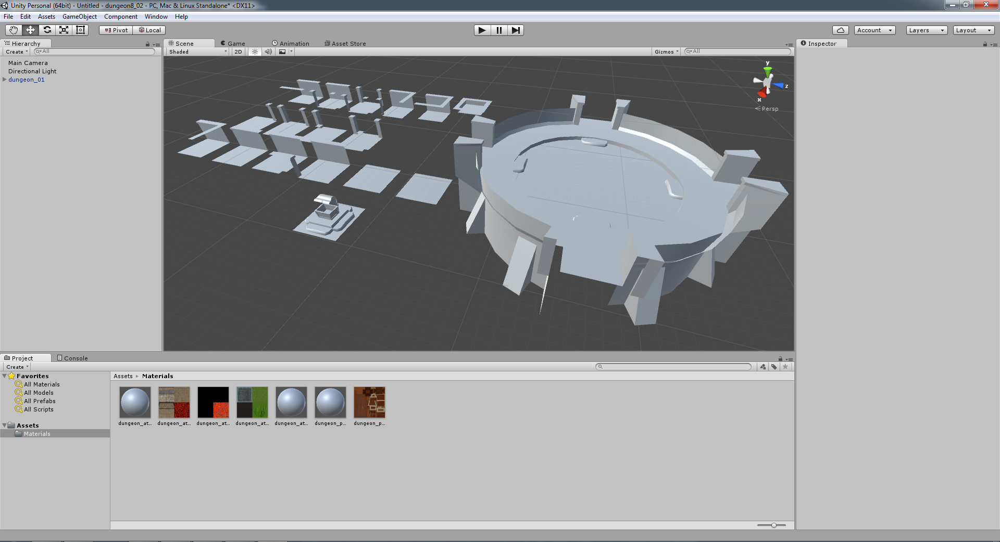 Unity Personal (64bit) - Untitled - dungeon8_02 - PC, Mac & Linux Standalone* <DX11>
File Edit Assets GameObject Component Window Help
Pivot Local Account Layers Layout
Hierarchy
Create All
Main Camera
Directional Light
dungeon_01
Scene Game Animation Asset Store
Shaded 2D Gizmos All
y
z
x
Persp
Inspector
Project Console
Create
Favorites
All Materials
All Models
All Prefabs
All Scripts
Assets
Materials
Assets Materials
dungeon_at... dungeon_at... dungeon_at... dungeon_at... dungeon_at... dungeon_p... dungeon_p...